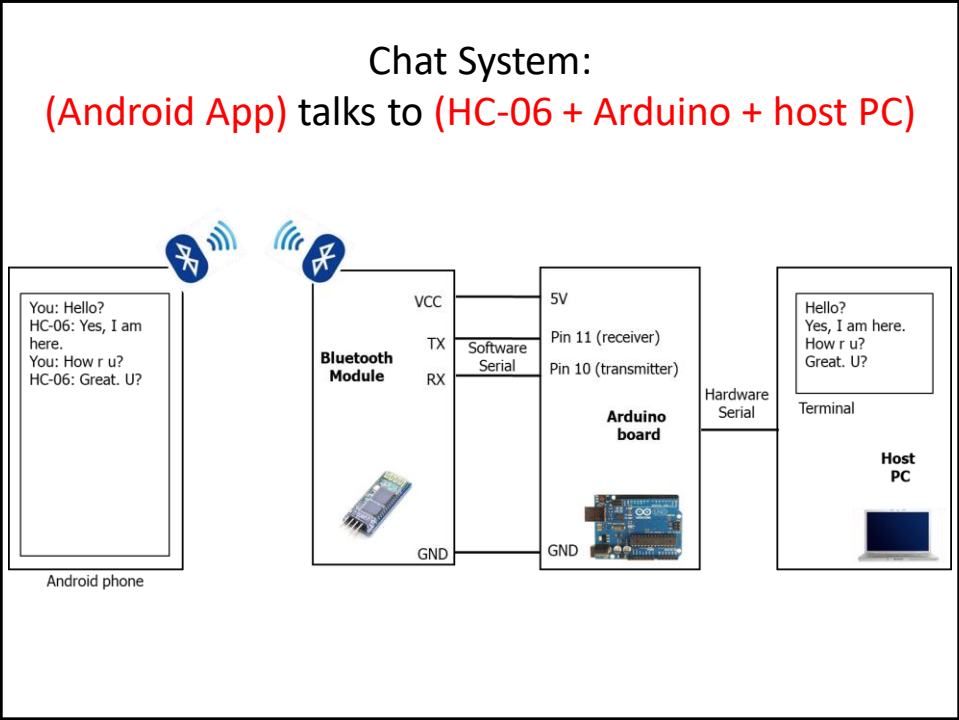 Chat System:
(Android App) talks to (HC-06 + Arduino + host PC)
You: Hello?
HC-06: Yes, I am
here.
You: How r u?
HC-06: Great. U?
Android phone
VCC
TX
RX
Bluetooth
Module
GND
Software
Serial
5V
Pin 11 (receiver)
Pin 10 (transmitter)
Arduino
board
GND
Hardware
Serial
Hello?
Yes, I am here.
How r u?
Great. U?
Terminal
Host
PC